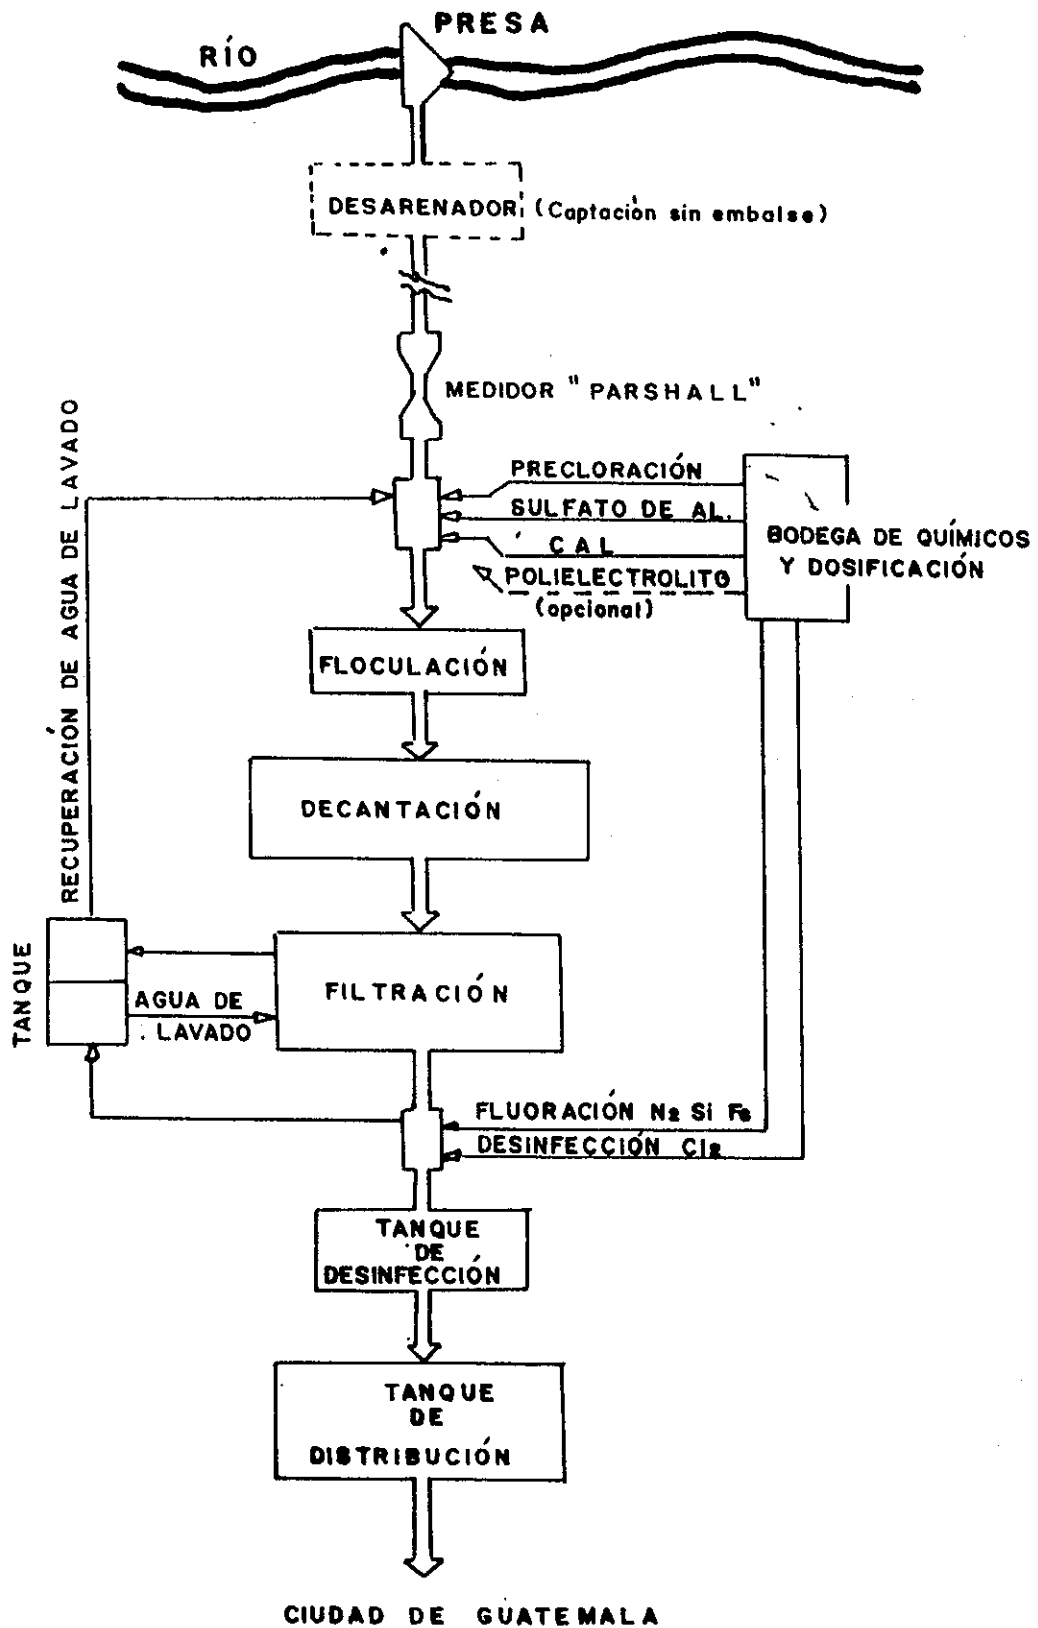 PRESA
RÍO
DESARENADOR (Captación sin embalse)
MEDIDOR "PARSHALL"
RECUPERACIÓN DE AGUA DE LAVADO
PRECLORACIÓN
SULFATO DE AL.
CAL
POLIELECTROLITO
(opcional)
BODEGA DE QUÍMICOS
Y DOSIFICACIÓN
FLOCULACIÓN
DECANTACIÓN
TANQUE
FILTRACIÓN
AGUA DE
LAVADO
FLUORACIÓN N2 Si F6
DESINFECCIÓN Cl2
TANQUE
DE
DESINFECCIÓN
TANQUE
DE
DISTRIBUCIÓN
CIUDAD DE GUATEMALA